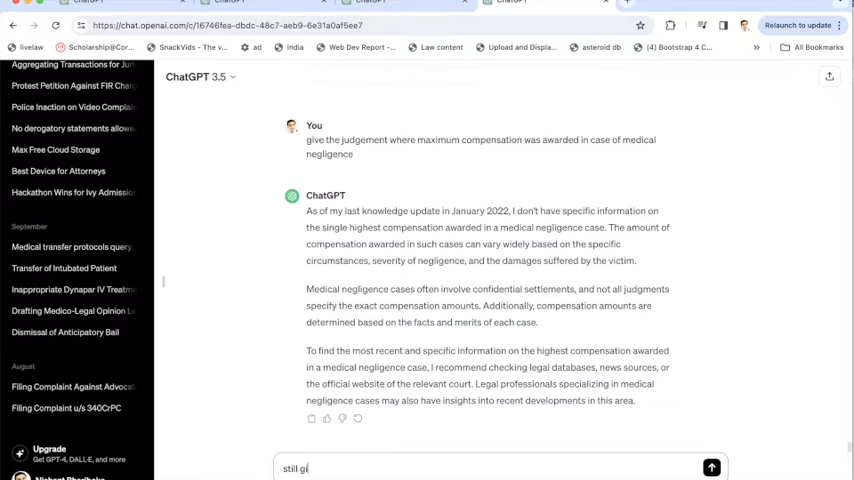 ChatGPT
ChatGPT
ChatGPT
ChatGPT
https://chat.openai.com/c/16746fea-dbdc-48c7-aeb9-6e31a0af5ee7
Relaunch to update
livelaw
Scholarship@Cor...
SnackVids - The v...
ad
India
Web Dev Report -...
Law content
Upload and Displa...
asteroid db
(4) Bootstrap 4 C...
»
All Bookmarks
Aggregating Transactions for Juri
Protest Petition Against FIR Char
Police Inaction on Video Complain
No derogatory statements allowe
Max Free Cloud Storage
Best Device for Attorneys
Hackathon Wins for Ivy Admissio
September
Medical transfer protocols query.
Transfer of Intubated Patient
Inappropriate Dynapar IV Treatme
Drafting Medico-Legal Opinion Le
Dismissal of Anticipatory Bail
August
Filing Complaint Against Advocat
Filing Complaint u/s 340CrPC
Upgrade
Get GPT-4, DALL·E, and more
ChatGPT 3.5
You
give the judgement where maximum compensation was awarded in case of medical
negligence
ChatGPT
As of my last knowledge update in January 2022, I don't have specific information on
the single highest compensation awarded in a medical negligence case. The amount of
compensation awarded in such cases can vary widely based on the specific
circumstances, severity of negligence, and the damages suffered by the victim.
Medical negligence cases often involve confidential settlements, and not all judgments
specify the exact compensation amounts. Additionally, compensation amounts are
determined based on the facts and merits of each case.
To find the most recent and specific information on the highest compensation awarded
in a medical negligence case, I recommend checking legal databases, news sources, or
the official website of the relevant court. Legal professionals specializing in medical
negligence cases may also have insights into recent developments in this area.
still gi